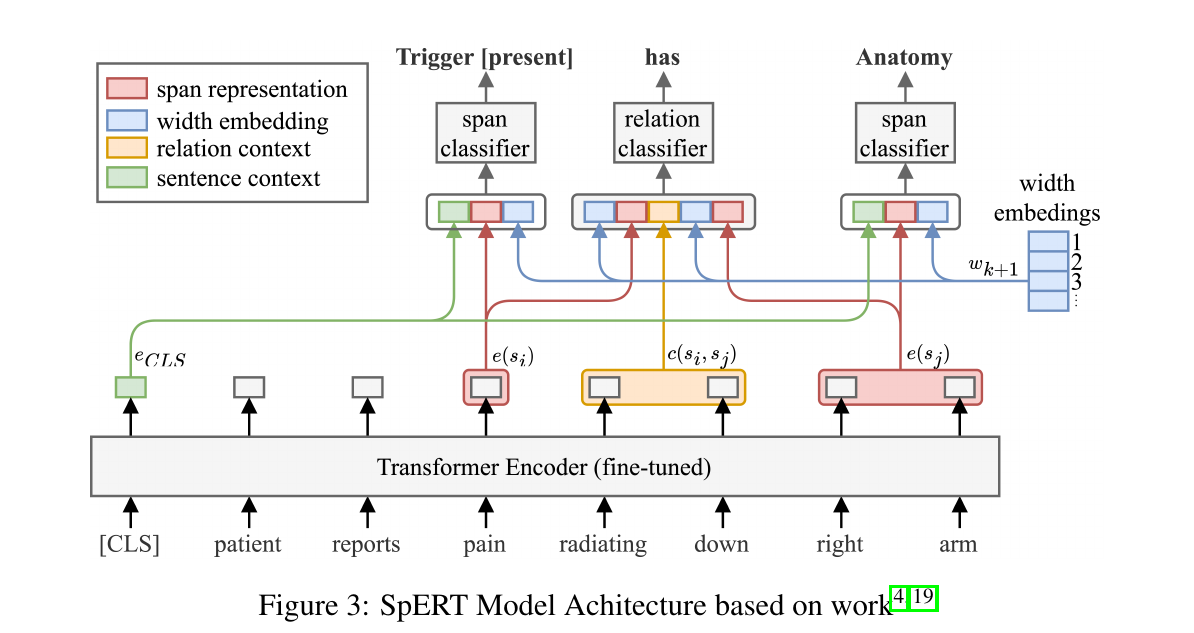 Trigger [present] has Anatomy
span representation
width embedding
relation context
sentence context
span classifier
relation classifier
span classifier
width embedings
1
2
3
⋮
w_{k+1}
e_{CLS}
e(s_i)
c(s_i, s_j)
e(s_j)
Transformer Encoder (fine-tuned)
[CLS] patient reports pain radiating down right arm
Figure 3: SpERT Model Achitecture based on work 4 19